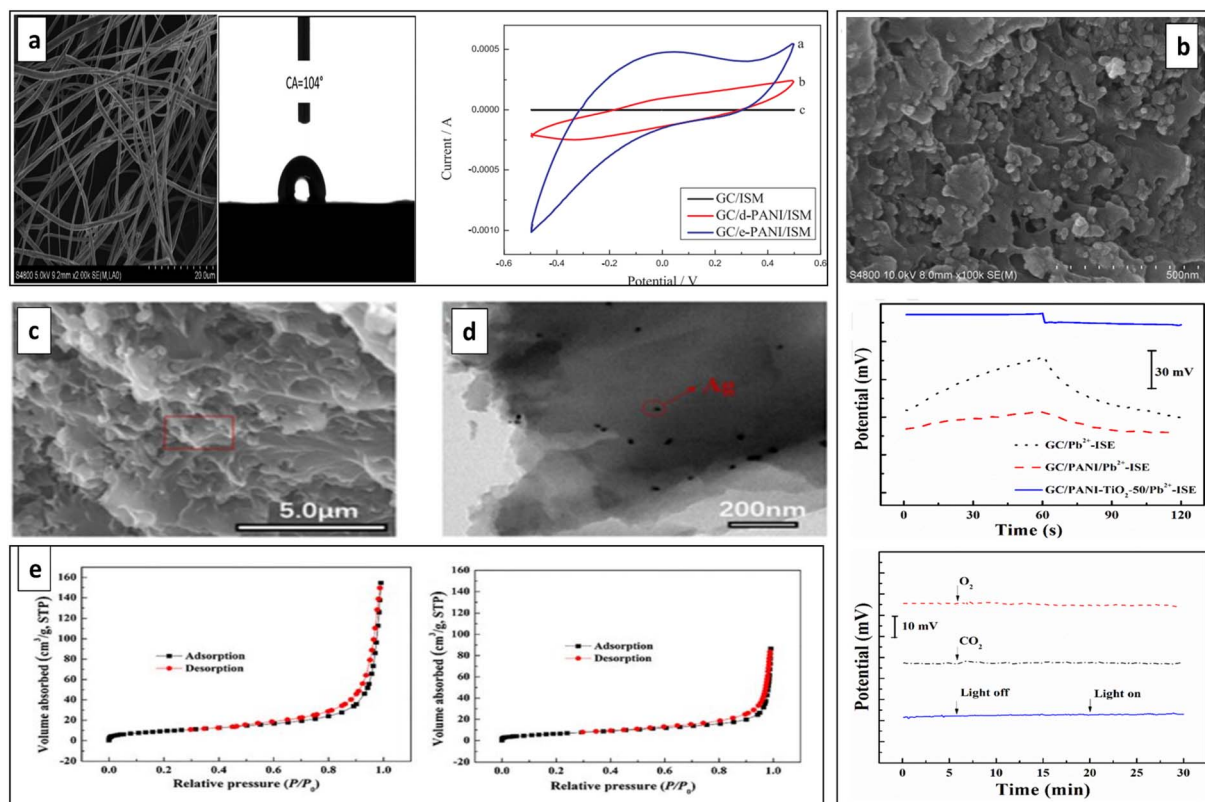 a
S4800 5.0kV 9.2mm x2.00k SE(M,LA0)
20.0um
CA=104°
0.0005
0.0000
-0.0005
-0.0010
Current / A
-0.6
-0.4
-0.2
0.0
0.2
0.4
0.6
Potential / V
a
b
c
GC/ISM
GC/d-PANI/ISM
GC/e-PANI/ISM
b
S4800 10.0kV 8.0mm x100k SE(M)
500nm
Potential (mV)
30 mV
GC/Pb²⁺-ISE
GC/PANI/Pb²⁺-ISE
GC/PANI-TiO₂-50/Pb²⁺-ISE
0
30
60
90
120
Time (s)
Potential (mV)
O₂
10 mV
CO₂
Light off
Light on
0
5
10
15
20
25
30
Time (min)
c
5.0μm
d
Ag
200nm
e
Volume absorbed (cm³/g, STP)
160
140
120
100
80
60
40
20
0
-20
Adsorption
Desorption
0.0
0.2
0.4
0.6
0.8
1.0
Relative pressure (P/P₀)
Volume absorbed (cm³/g, STP)
160
140
120
100
80
60
40
20
0
-20
Adsorption
Desorption
0.0
0.2
0.4
0.6
0.8
1.0
Relative pressure (P/P₀)